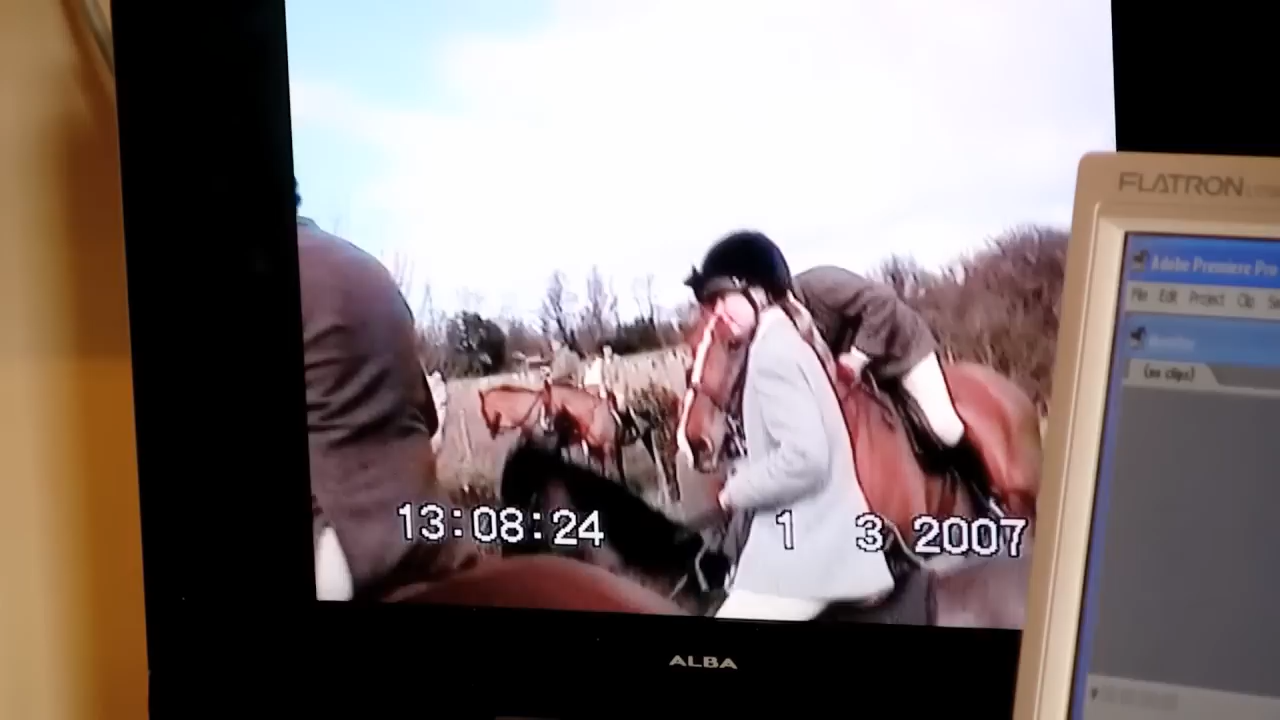 FLATRON
Adobe Premiere Pro
File Edit Project Clip
(no clips)
13:08:24 1 3 2007
ALBA